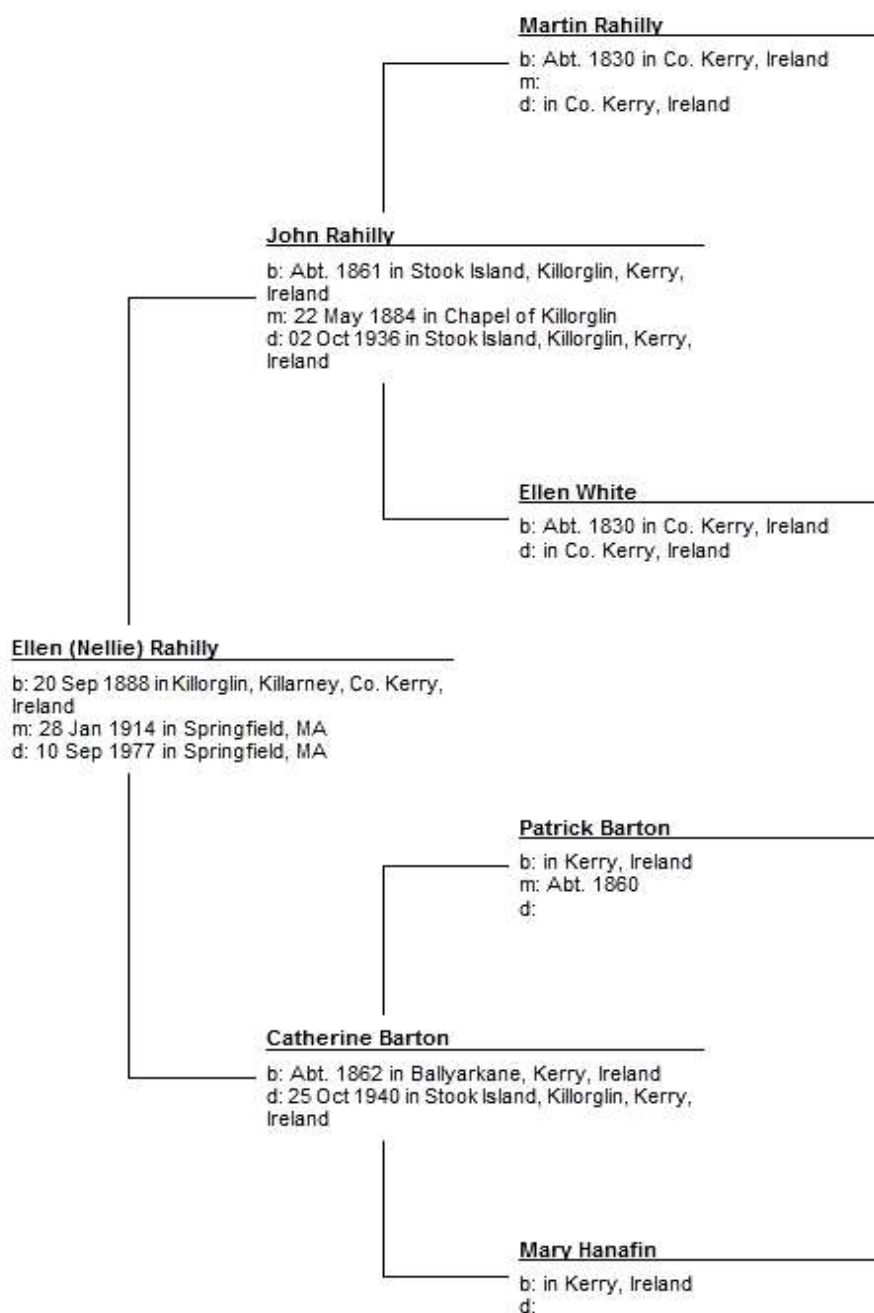 Martin Rahilly
b: Abt. 1830 in Co. Kerry, Ireland
m:
d: in Co. Kerry, Ireland
John Rahilly
b: Abt. 1861 in Stook Island, Killorglin, Kerry,
Ireland
m: 22 May 1884 in Chapel of Killorglin
d: 02 Oct 1936 in Stook Island, Killorglin, Kerry,
Ireland
Ellen White
b: Abt. 1830 in Co. Kerry, Ireland
d: in Co. Kerry, Ireland
Ellen (Nellie) Rahilly
b: 20 Sep 1888 in Killorglin, Killarney, Co. Kerry,
Ireland
m: 28 Jan 1914 in Springfield, MA
d: 10 Sep 1977 in Springfield, MA
Patrick Barton
b: in Kerry, Ireland
m: Abt. 1860
d:
Catherine Barton
b: Abt. 1862 in Ballyarkane, Kerry, Ireland
d: 25 Oct 1940 in Stook Island, Killorglin, Kerry,
Ireland
Mary Hanafin
b: in Kerry, Ireland
d: